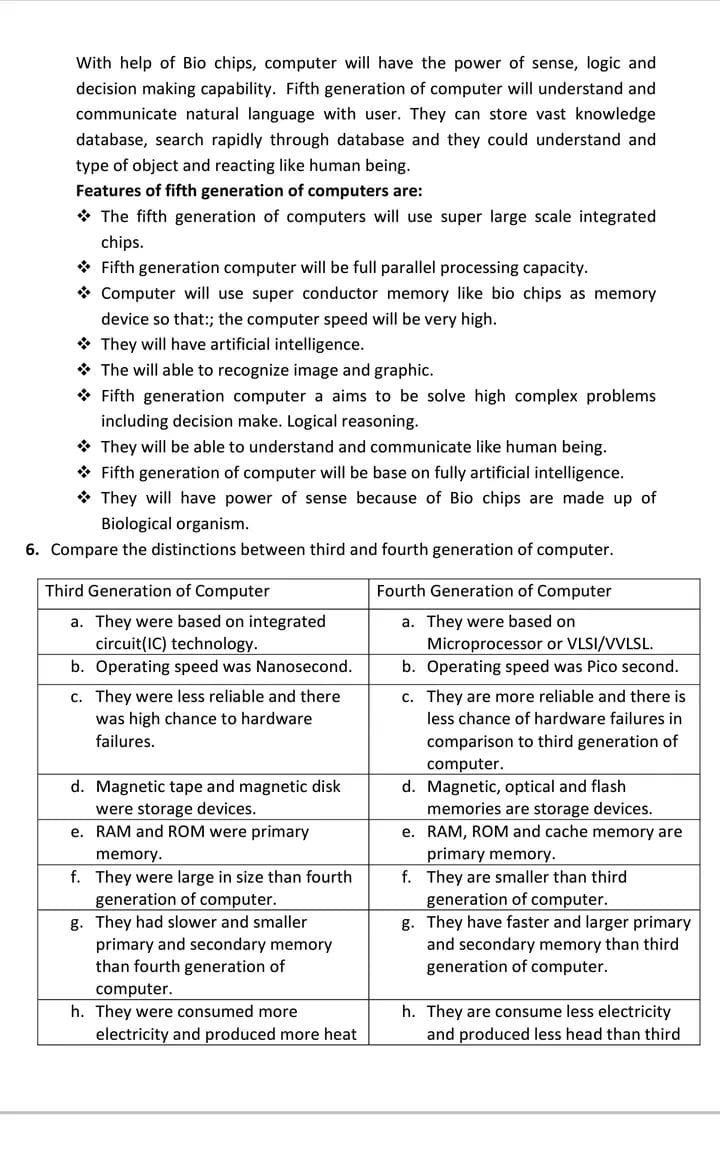 With help of Bio chips, computer will have the power of sense, logic and
decision making capability. Fifth generation of computer will understand and
communicate natural language with user. They can store vast knowledge
database, search rapidly through database and they could understand and
type of object and reacting like human being.
Features of fifth generation of computers are:
❖ The fifth generation of computers will use super large scale integrated
chips.
❖ Fifth generation computer will be full parallel processing capacity.
❖ Computer will use super conductor memory like bio chips as memory
device so that:; the computer speed will be very high.
❖ They will have artificial intelligence.
❖ The will able to recognize image and graphic.
❖ Fifth generation computer a aims to be solve high complex problems
including decision make. Logical reasoning.
❖ They will be able to understand and communicate like human being.
❖ Fifth generation of computer will be base on fully artificial intelligence.
❖ They will have power of sense because of Bio chips are made up of
Biological organism.
6. Compare the distinctions between third and fourth generation of computer.
Third Generation of Computer
Fourth Generation of Computer
a. They were based on integrated
circuit(IC) technology.
a. They were based on
Microprocessor or VLSI/VVLSL.
b. Operating speed was Nanosecond.
b. Operating speed was Pico second.
c. They were less reliable and there
was high chance to hardware
failures.
c. They are more reliable and there is
less chance of hardware failures in
comparison to third generation of
computer.
d. Magnetic tape and magnetic disk
were storage devices.
d. Magnetic, optical and flash
memories are storage devices.
e. RAM and ROM were primary
memory.
e. RAM, ROM and cache memory are
primary memory.
f. They were large in size than fourth
generation of computer.
f. They are smaller than third
generation of computer.
g. They had slower and smaller
primary and secondary memory
than fourth generation of
computer.
g. They have faster and larger primary
and secondary memory than third
generation of computer.
h. They were consumed more
electricity and produced more heat
h. They are consume less electricity
and produced less head than third